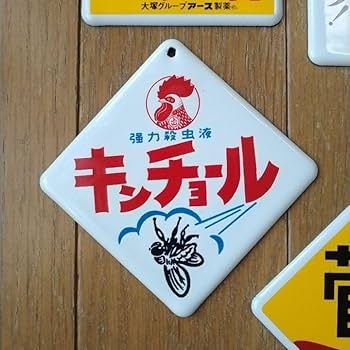 大塚グループ アース製薬
强力殺虫液
キンチョール